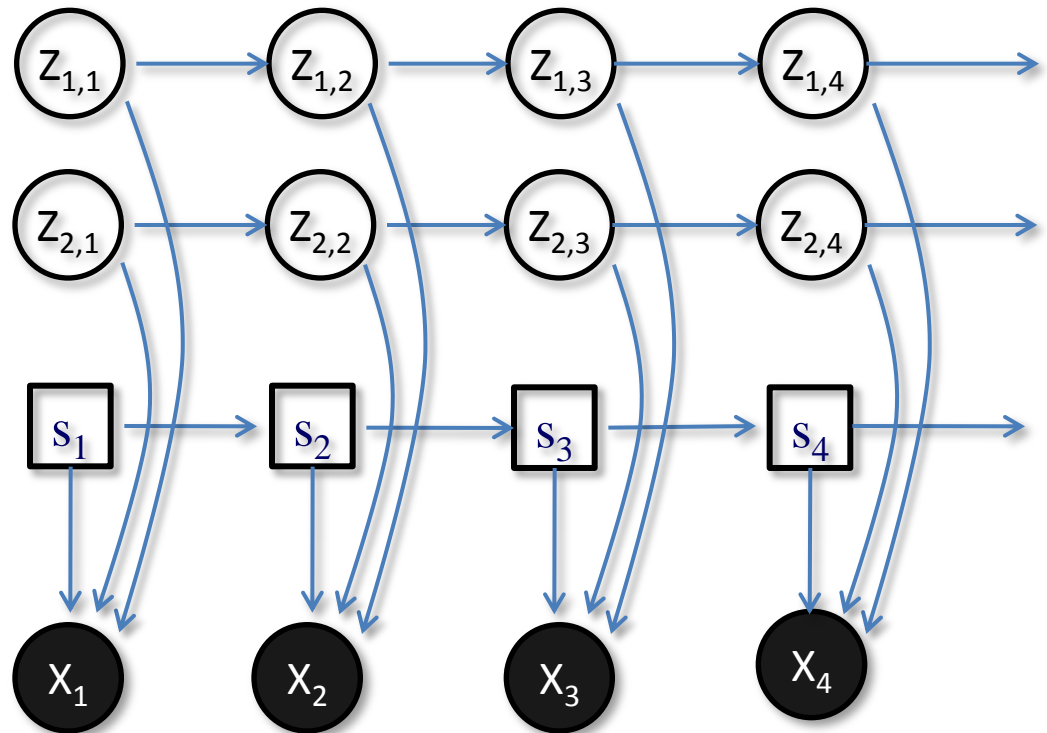 Z1,1 Z1,2 Z1,3 Z1,4
Z2,1 Z2,2 Z2,3 Z2,4
s1 s2 s3 s4
X1 X2 X3 X4